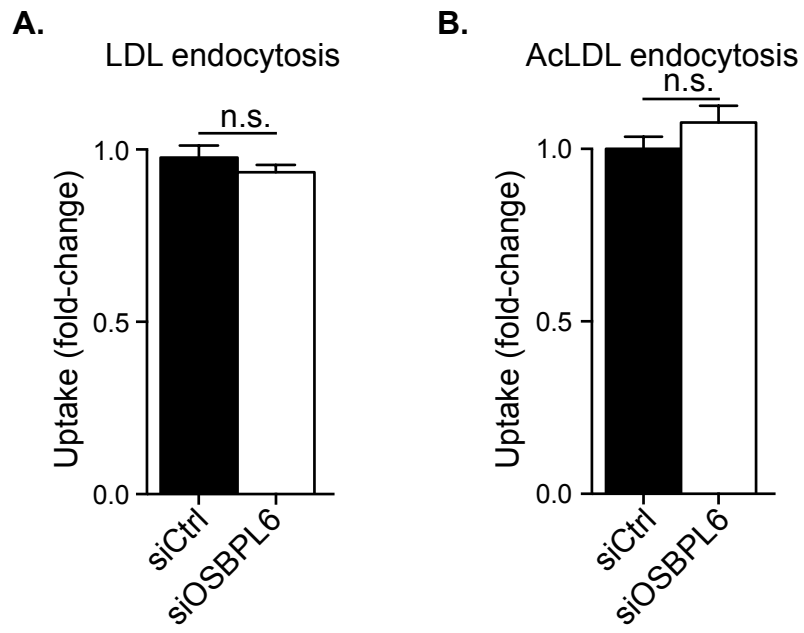 A.
LDL endocytosis
n.s.
Uptake (fold-change)
1.0
0.5
0.0
siCtrl
siOSBPL6
B.
AcLDL endocytosis
n.s.
Uptake (fold-change)
1.0
0.5
0.0
siCtrl
siOSBPL6